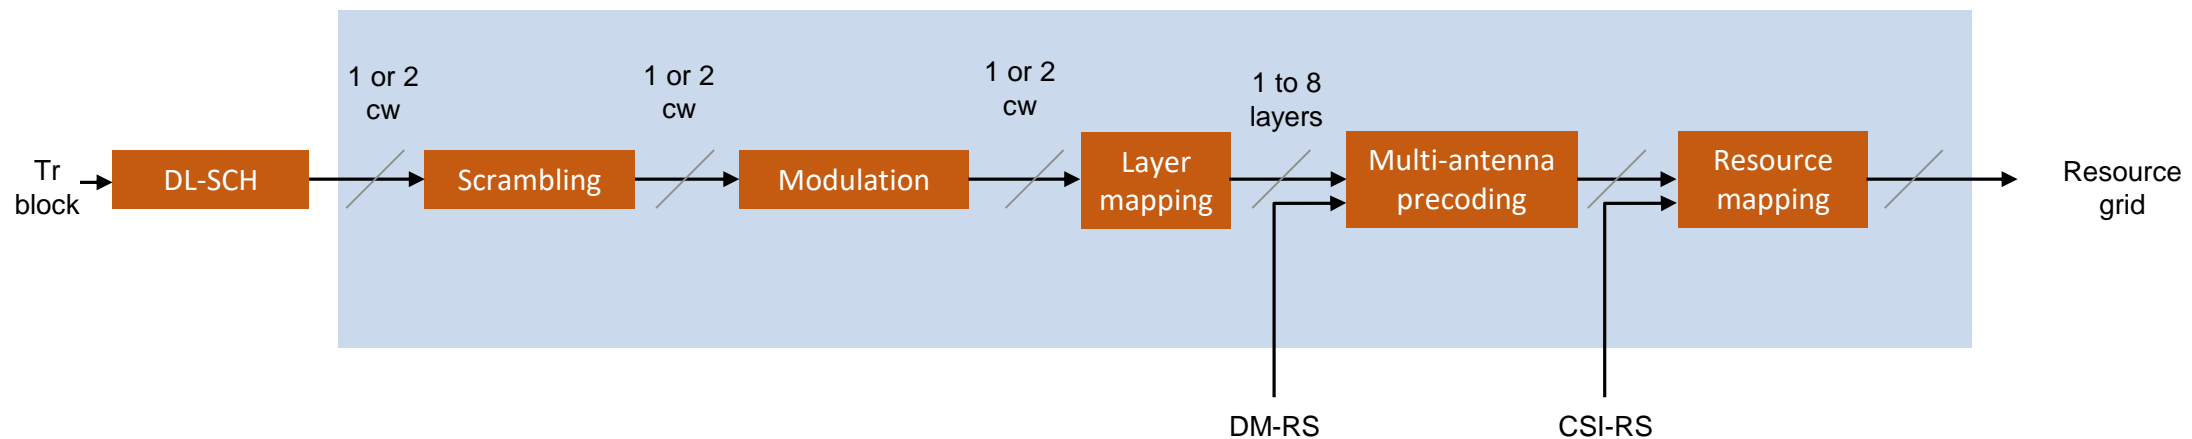 1 or 2
cw
1 or 2
cw
1 or 2
cw
1 to 8
layers
Tr
block
DL-SCH
Scrambling
Modulation
Layer
mapping
Multi-antenna
precoding
Resource
mapping
Resource
grid
DM-RS
CSI-RS